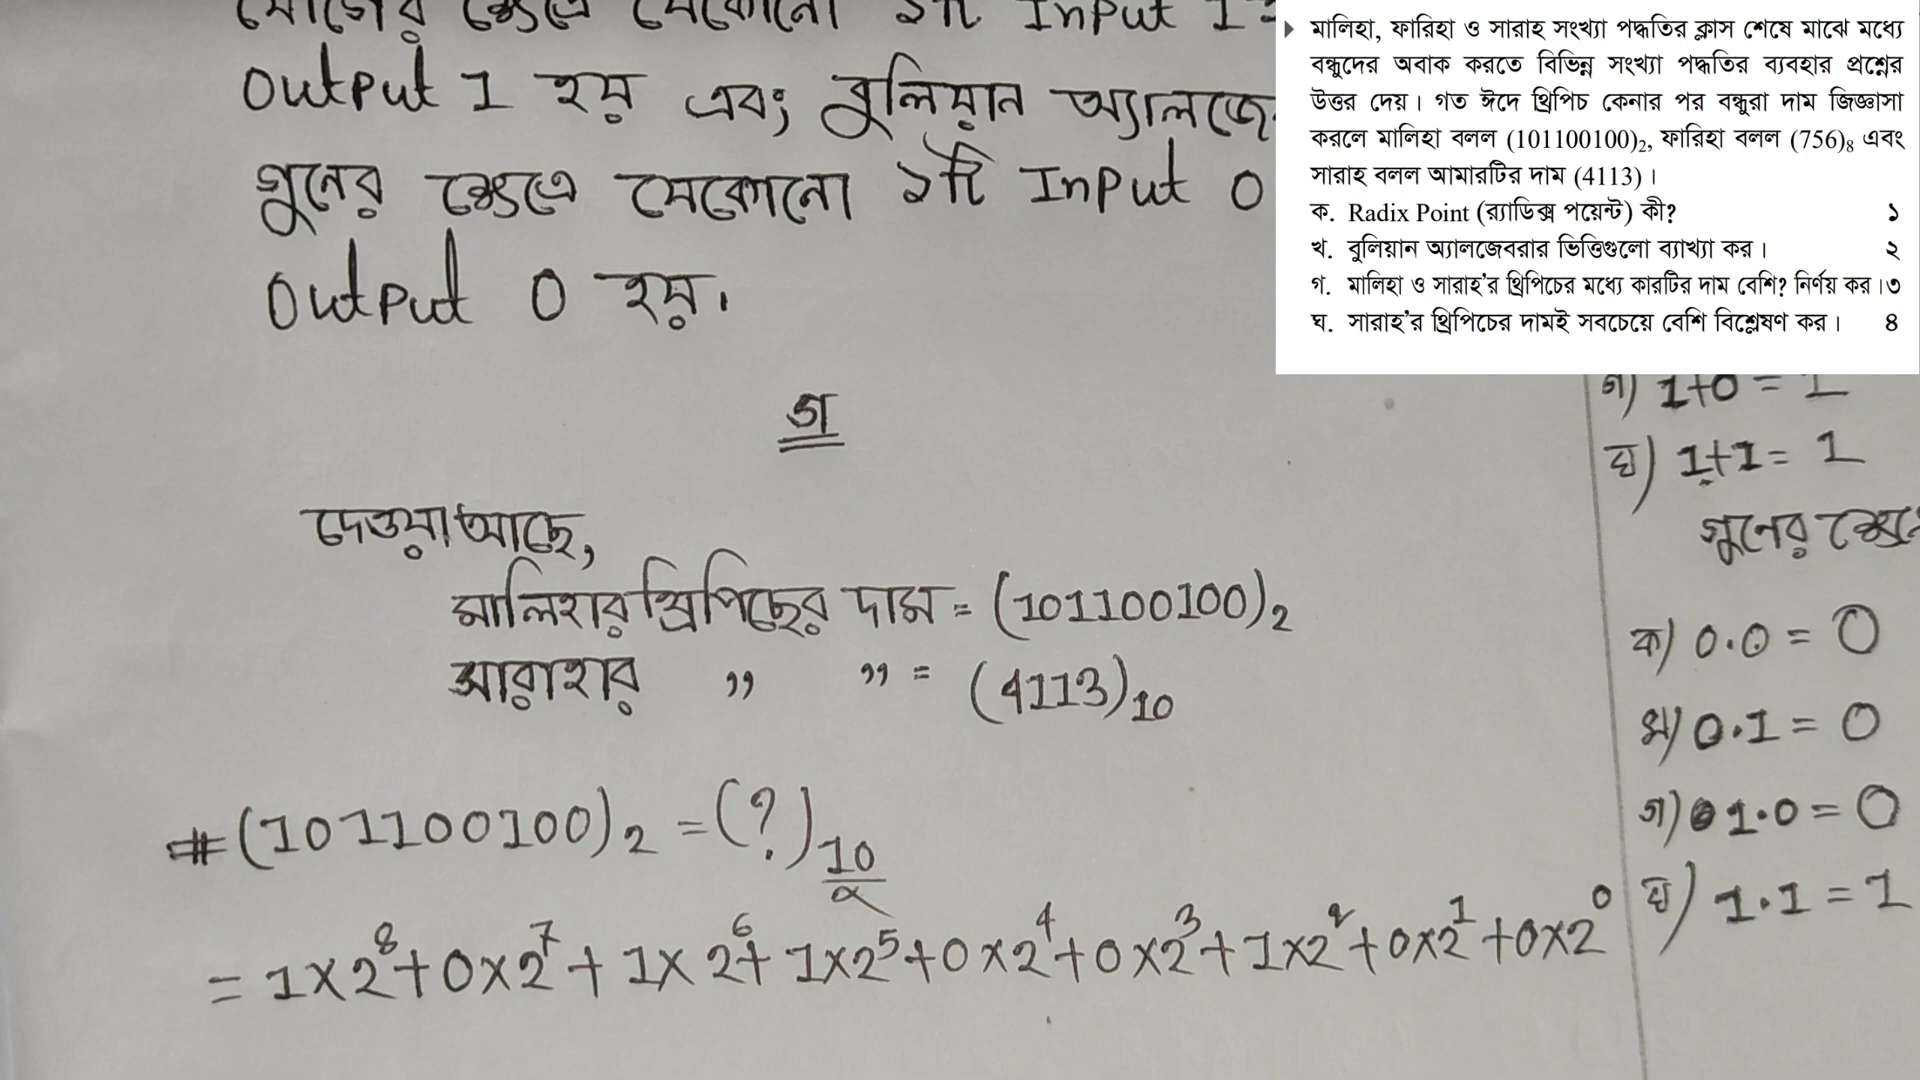 যোগের ক্ষেত্রে যেকোনো ১টি Input 1
Output 1 হয় এবং বুলিয়ান অ্যালজে
গুনের ক্ষেত্রে যেকোনো ১টি Input 0
Output 0 হয়।
গ
দেওয়া আছে,
মালিহার থ্রিপিছের দাম = (101100100)2
সারাহার ,, ,, = (4113)10
# (101100100)2 = (?)10
= 1×2^8 + 0×2^7 + 1×2^6 + 1×2^5 + 0×2^4 + 0×2^3 + 1×2^2 + 0×2^1 + 0×2^0
মালিহা, ফারিহা ও সারাহ সংখ্যা পদ্ধতির ক্লাস শেষে মাঝে মধ্যে
বন্ধুদের অবাক করতে বিভিন্ন সংখ্যা পদ্ধতির ব্যবহার প্রশ্নের
উত্তর দেয়। গত ঈদে থ্রিপিচ কেনার পর বন্ধুরা দাম জিজ্ঞাসা
করলে মালিহা বলল (101100100)2, ফারিহা বলল (756)8 এবং
সারাহ বলল আমারটির দাম (4113)।
ক. Radix Point (র‍্যাডিক্স পয়েন্ট) কী? ১
খ. বুলিয়ান অ্যালজেবরার ভিত্তিগুলো ব্যাখ্যা কর। ২
গ. মালিহা ও সারাহ’র থ্রিপিচের মধ্যে কারটির দাম বেশি? নির্ণয় কর।৩
ঘ. সারাহ’র থ্রিপিচের দামই সবচেয়ে বেশি বিশ্লেষণ কর। ৪
গ) 1+0 = 1
ঘ) 1+1 = 1
গুনের ক্ষেত্রে
ক) 0.0 = 0
খ) 0.1 = 0
গ) 1.0 = 0
ঘ) 1.1 = 1